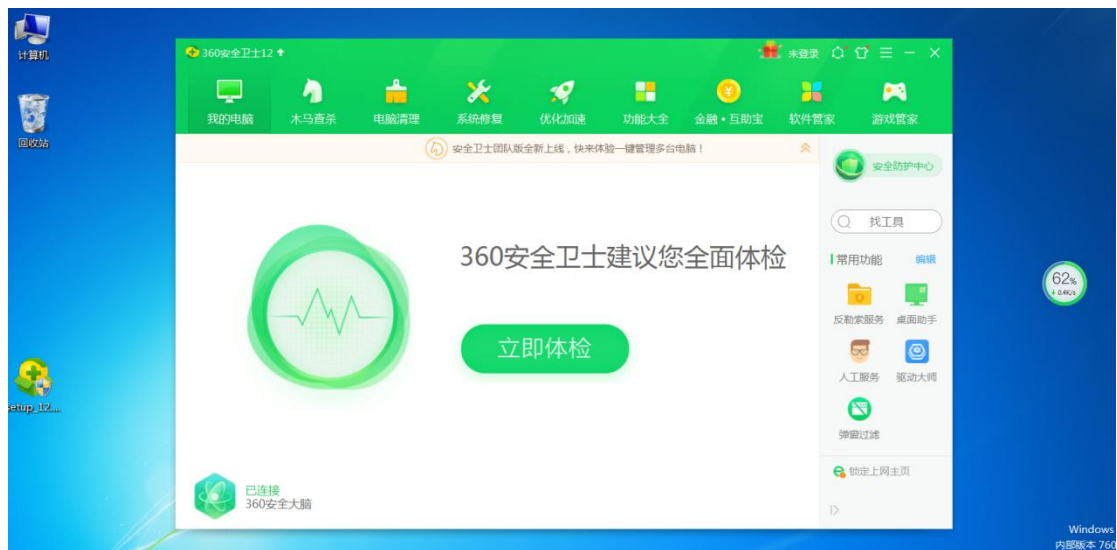 计算机
回收站
setup_12....
360安全卫士12
未登录
我的电脑
木马查杀
电脑清理
系统修复
优化加速
功能大全
金融·互助宝
软件管家
游戏管家
安全卫士团队版全新上线，快来体验一键管理多台电脑！
360安全卫士建议您全面体检
立即体检
已连接
360安全大脑
安全防护中心
找工具
常用功能
编辑
反勒索服务
桌面助手
人工服务
驱动大师
弹窗过滤
锁定上网主页
62%
↓ 0.4K/s
Windows
内部版本 760